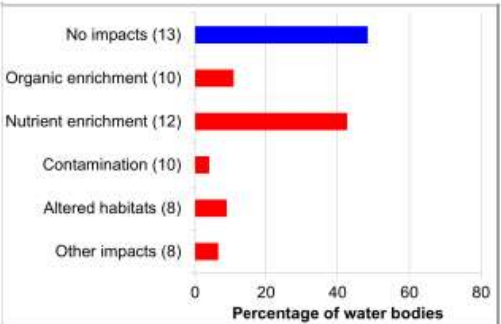 No impacts (13)
Organic enrichment (10)
Nutrient enrichment (12)
Contamination (10)
Altered habitats (8)
Other impacts (8)
0 20 40 60 80
Percentage of water bodies